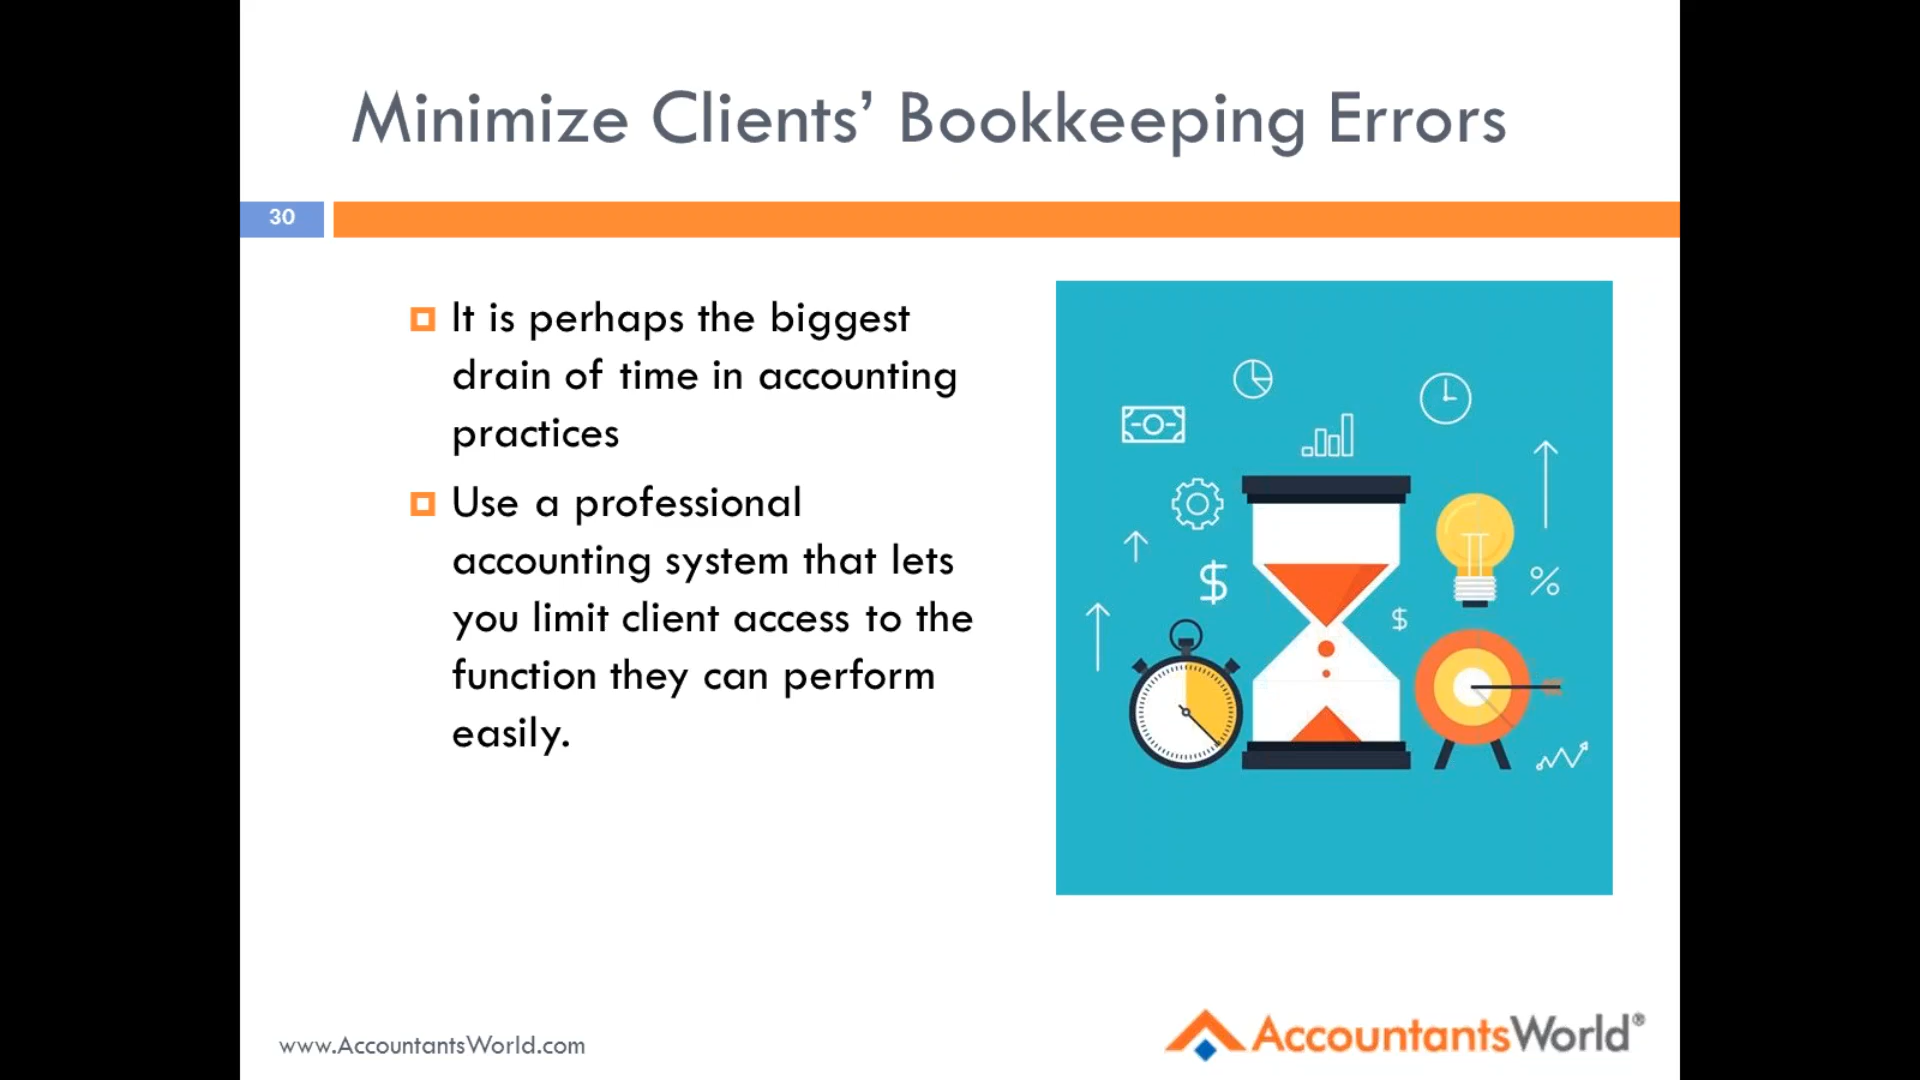 Minimize Clients’ Bookkeeping Errors
30
It is perhaps the biggest
drain of time in accounting
practices
Use a professional
accounting system that lets
you limit client access to the
function they can perform
easily.
$
%
$
www.AccountantsWorld.com
AccountantsWorld®